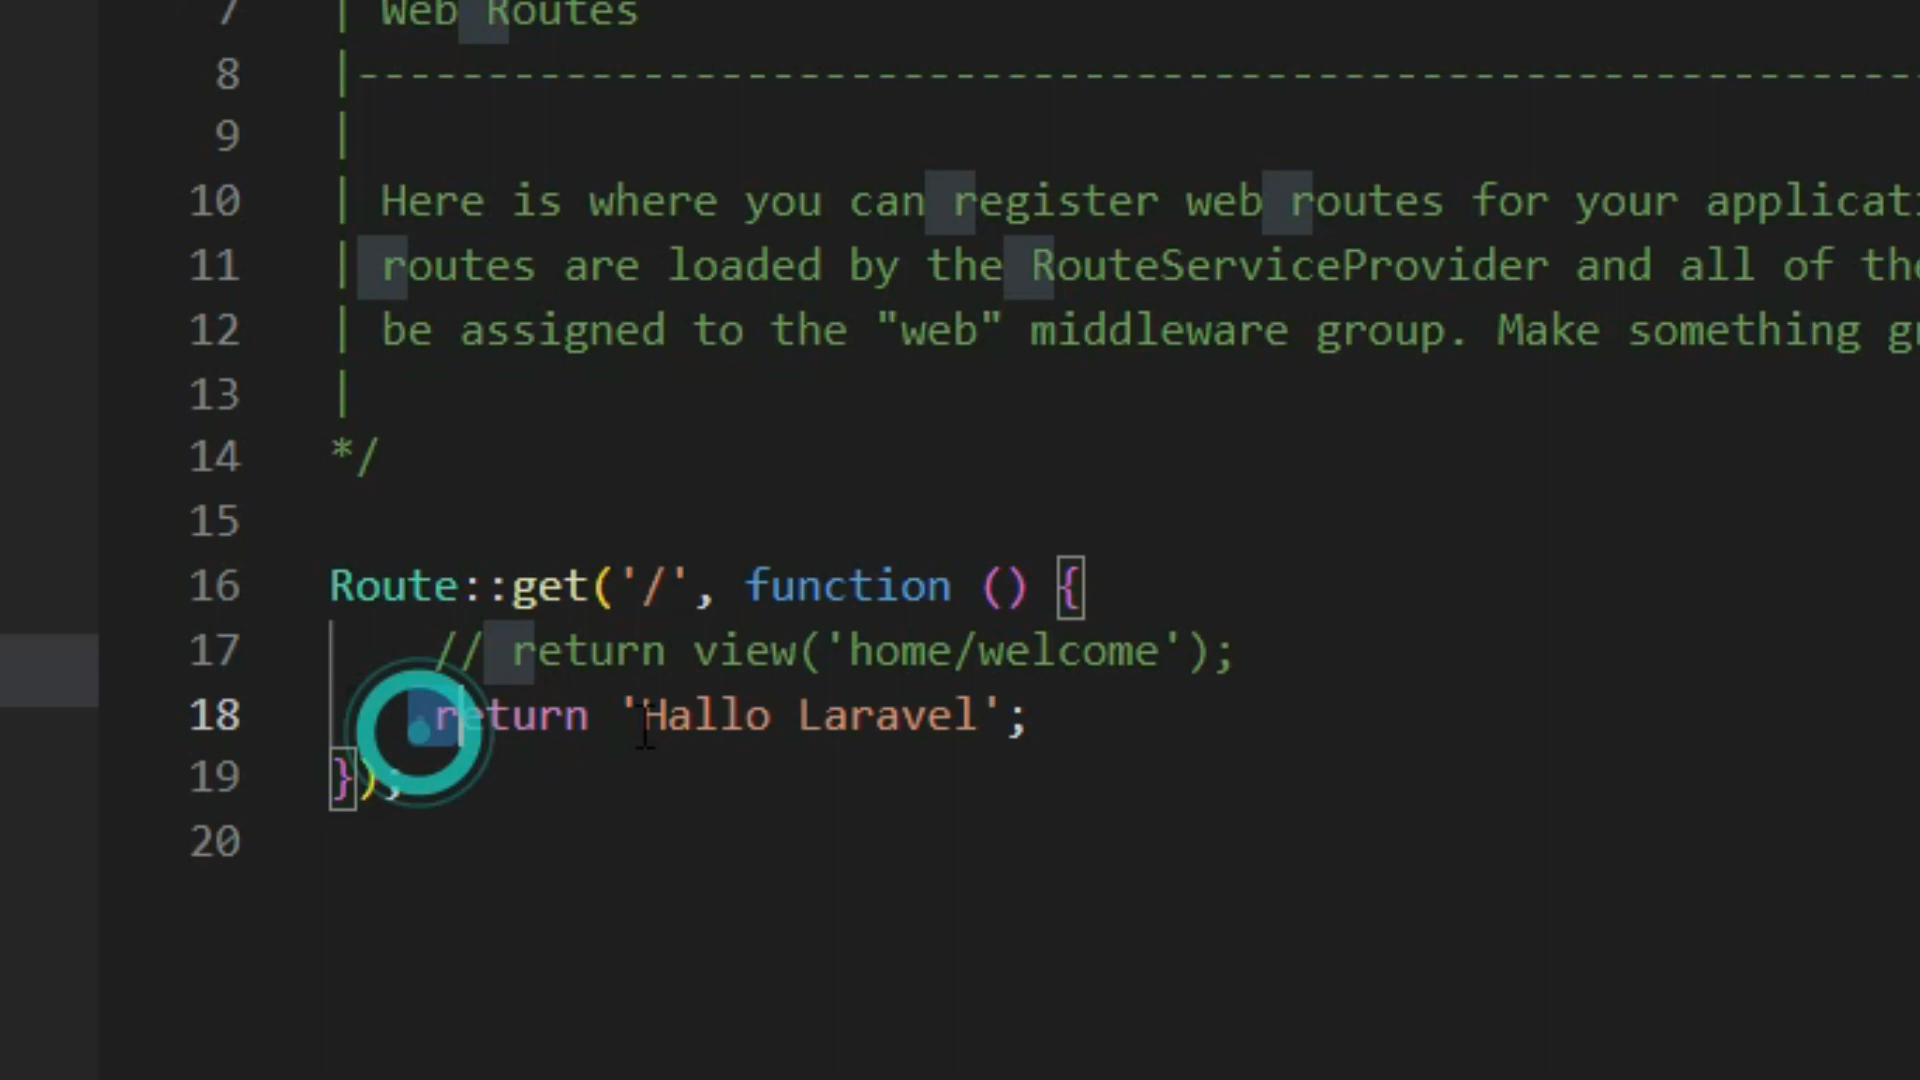 7 | Web Routes
8 |------------------------------------------------------------
9 |
10 | Here is where you can register web routes for your applicati
11 | routes are loaded by the RouteServiceProvider and all of the
12 | be assigned to the "web" middleware group. Make something gr
13 |
14 */
15
16 Route::get('/', function () {
17 // return view('home/welcome');
18 return 'Hallo Laravel';
19 });
20